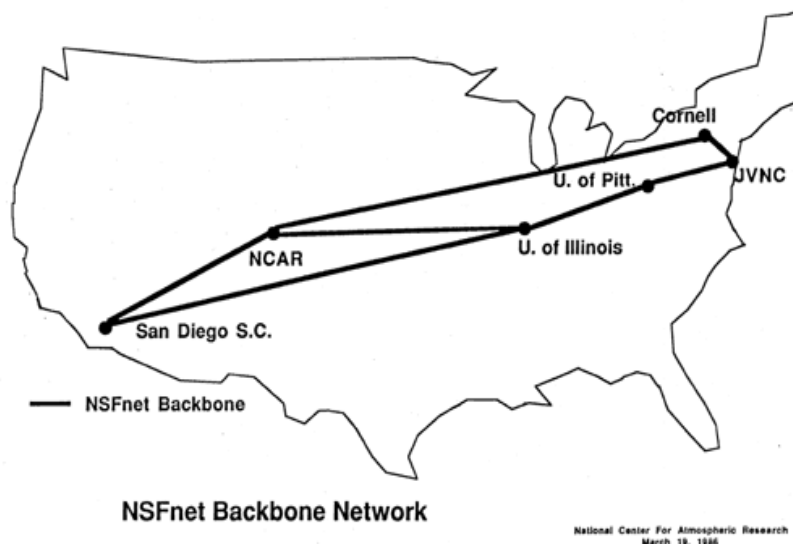 Cornell
JVNC
U. of Pitt.
NCAR
U. of Illinois
San Diego S.C.
NSFnet Backbone
NSFnet Backbone Network
National Center For Atmospheric Research
March 19, 1986